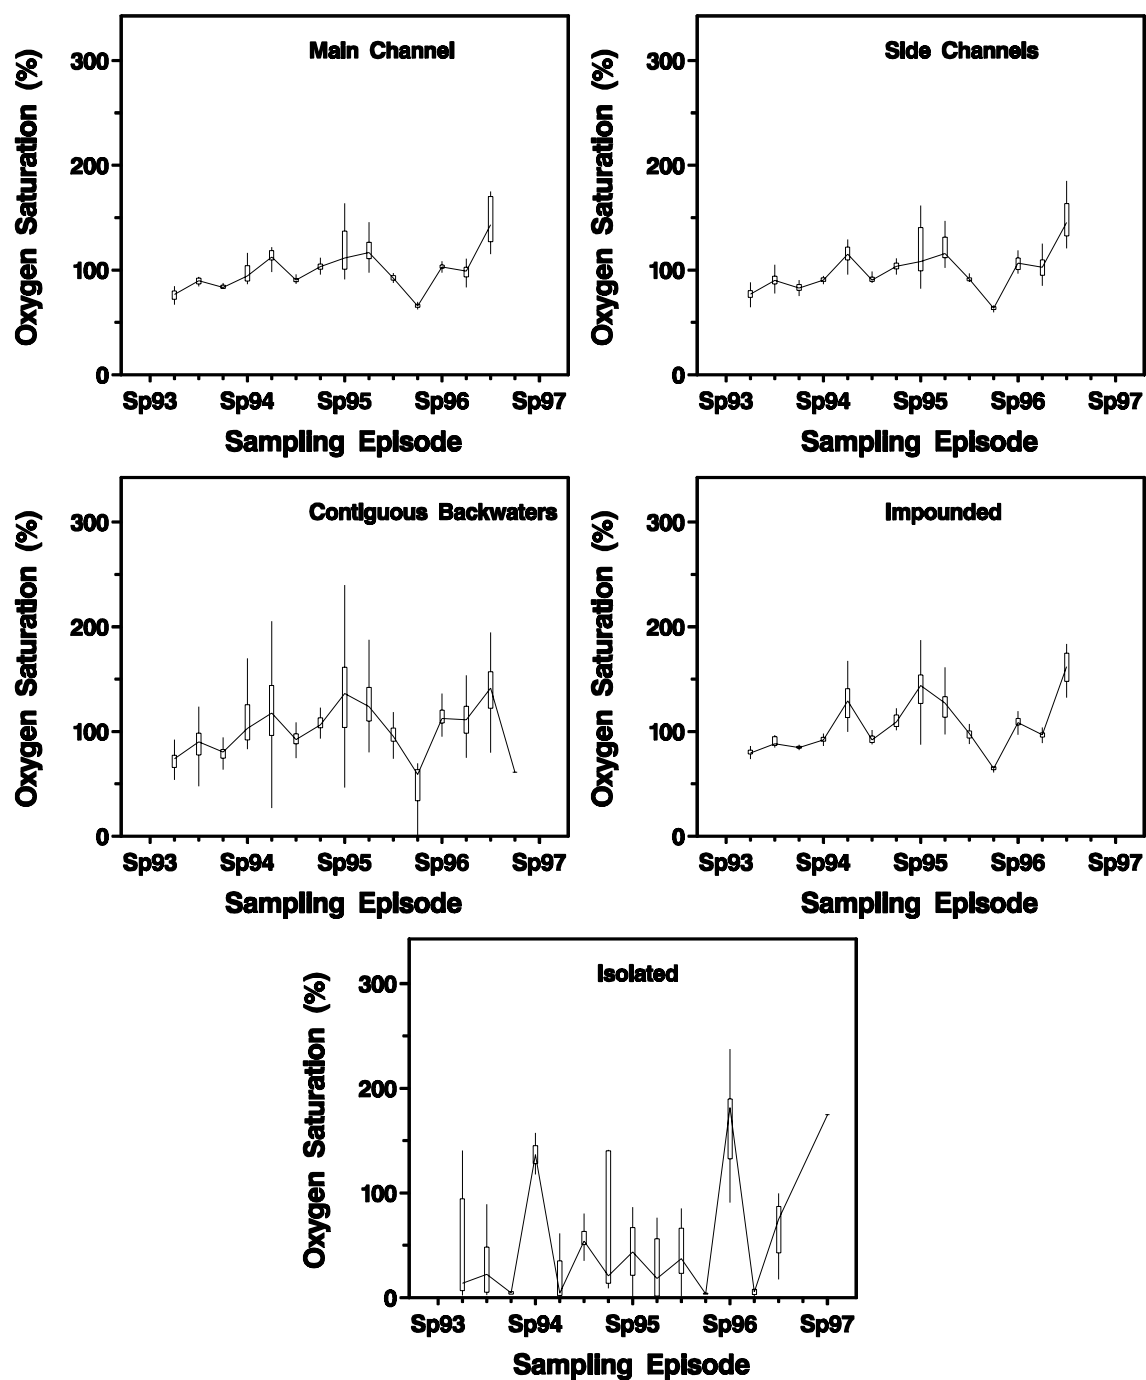 Main Channel
Oxygen Saturation (%)
300
200
100
0
Sp93 Sp94 Sp95 Sp96 Sp97
Sampling Episode
Side Channels
Oxygen Saturation (%)
300
200
100
0
Sp93 Sp94 Sp95 Sp96 Sp97
Sampling Episode
Contiguous Backwaters
Oxygen Saturation (%)
300
200
100
0
Sp93 Sp94 Sp95 Sp96 Sp97
Sampling Episode
Impounded
Oxygen Saturation (%)
300
200
100
0
Sp93 Sp94 Sp95 Sp96 Sp97
Sampling Episode
Isolated
Oxygen Saturation (%)
300
200
100
0
Sp93 Sp94 Sp95 Sp96 Sp97
Sampling Episode